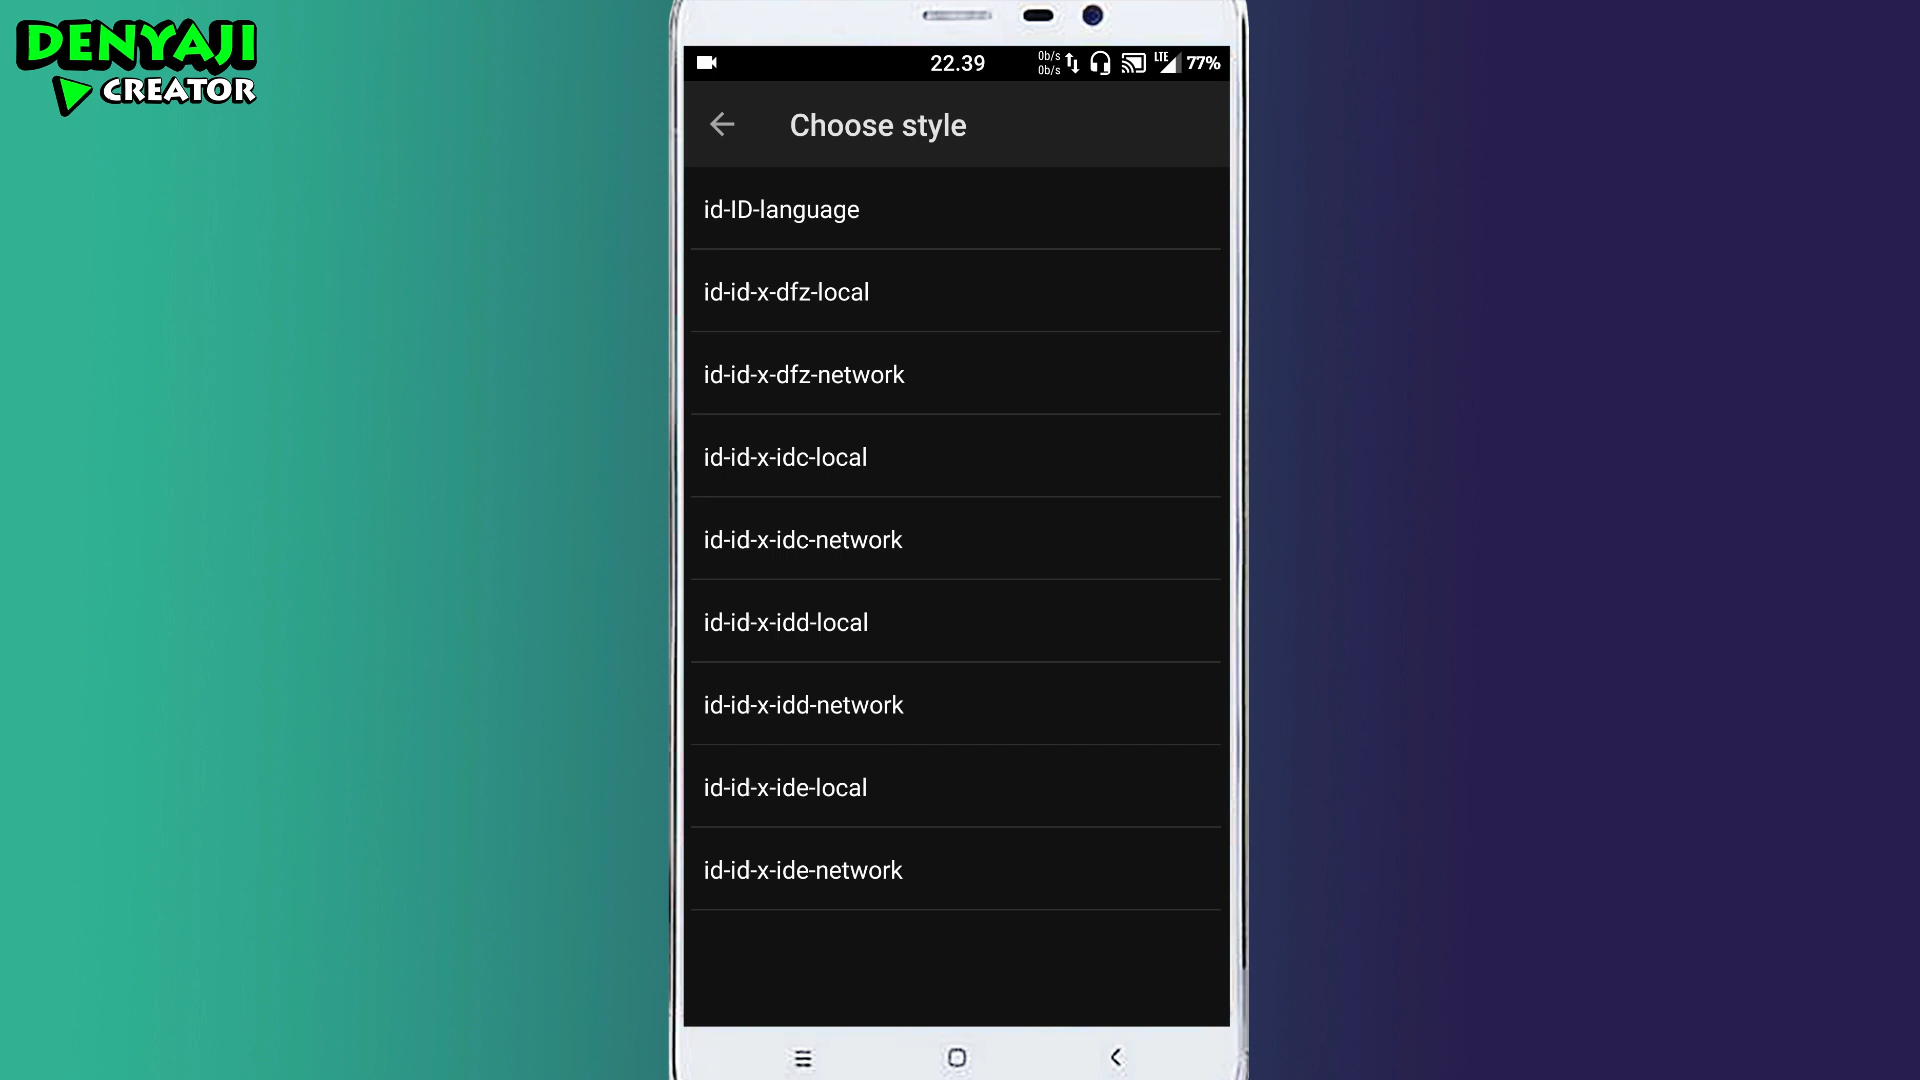 DENYAJI
CREATOR
22.39
0b/s
0b/s
LTE
77%
Choose style
id-ID-language
id-id-x-dfz-local
id-id-x-dfz-network
id-id-x-idc-local
id-id-x-idc-network
id-id-x-idd-local
id-id-x-idd-network
id-id-x-ide-local
id-id-x-ide-network